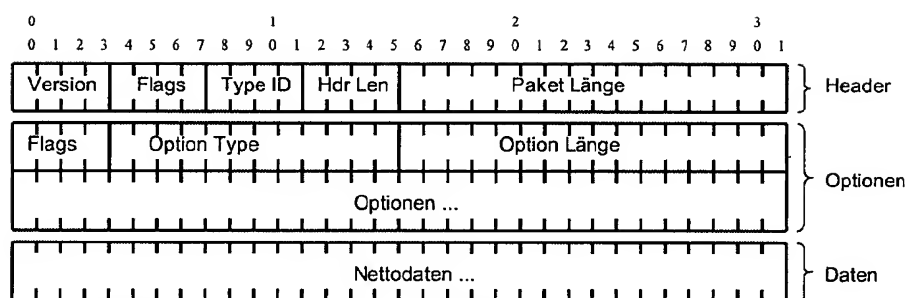 0 1 2 3
0 1 2 3 4 5 6 7 8 9 0 1 2 3 4 5 6 7 8 9 0 1 2 3 4 5 6 7 8 9 0 1
Version Flags Type ID Hdr Len Paket Länge Header
Flags Option Type Option Länge
Optionen ... Optionen
Nettodaten ... Daten